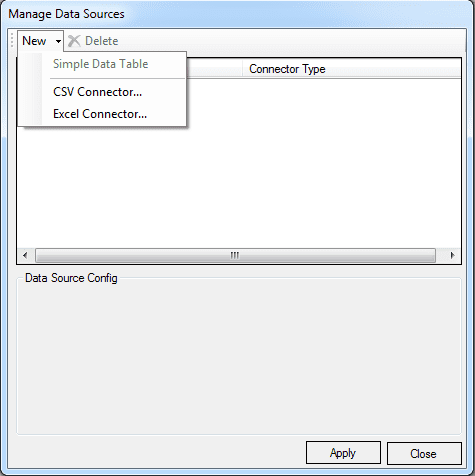 Manage Data Sources
New Delete
Simple Data Table
Connector Type
CSV Connector...
Excel Connector...
Data Source Config
Apply Close